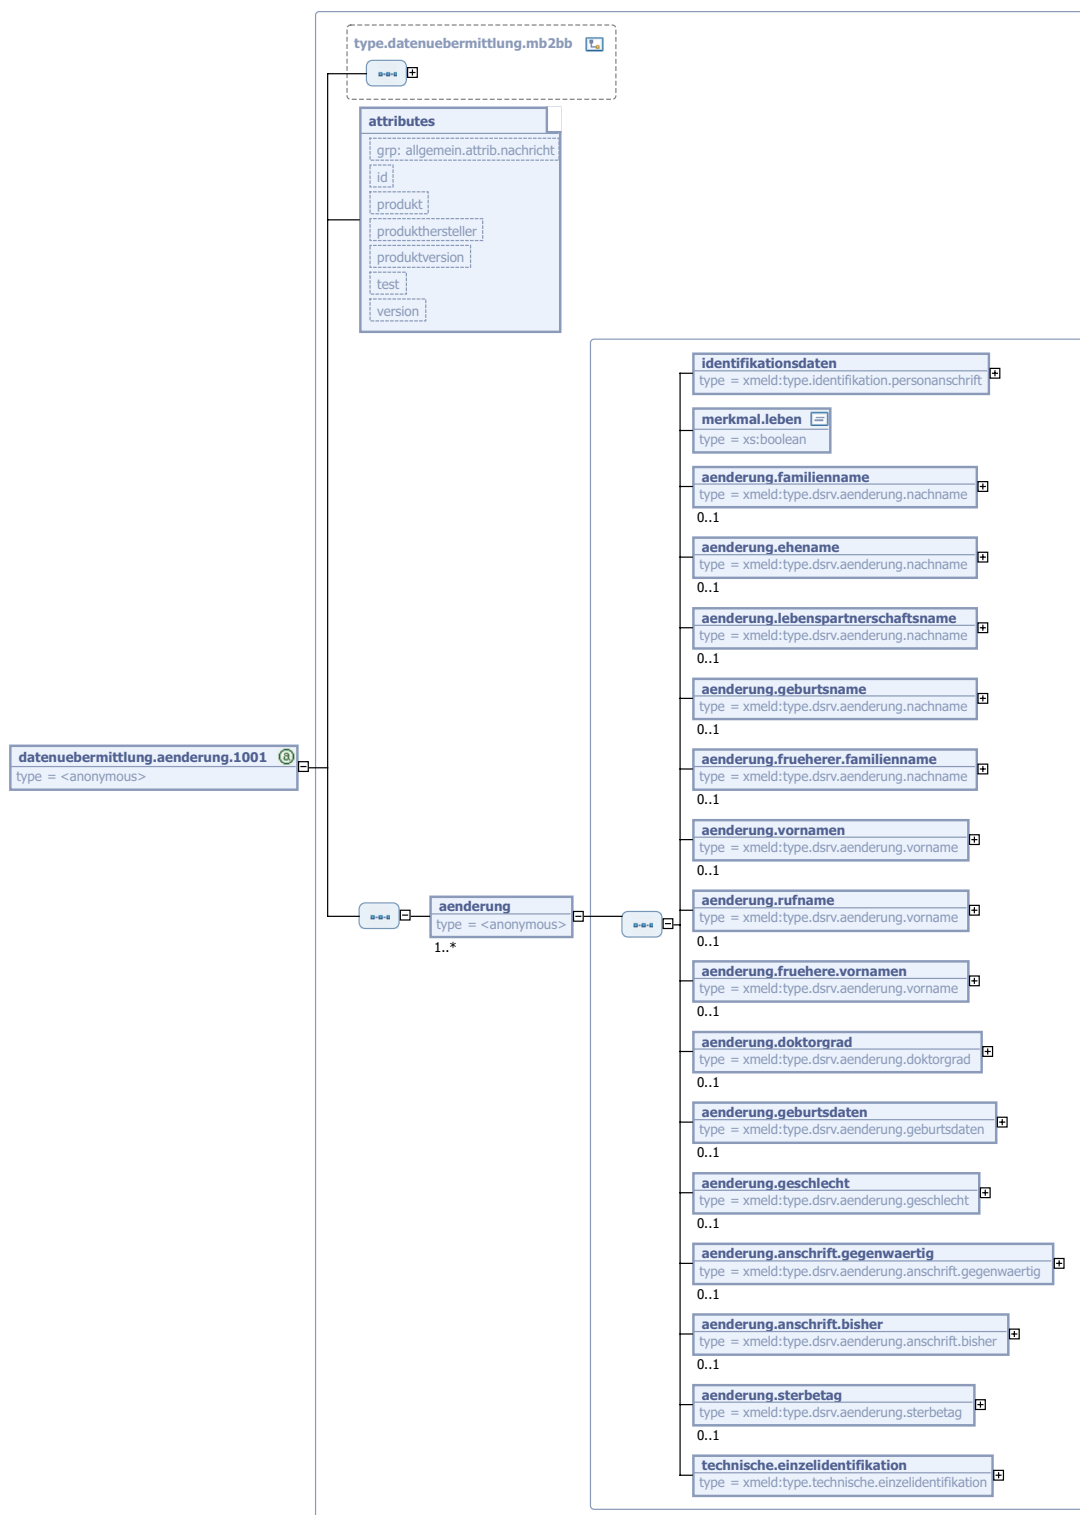 type.datenuebermittlung.mb2bb
attributes
grp: allgemein.attrib.nachricht
id
produkt
produkthersteller
produktversion
test
version
datenuebermittlung.aenderung.1001 @
type = <anonymous>
aenderung
type = <anonymous>
1..*
identifikationsdaten
type = xmeld:type.identifikation.personanschrift
merkmal.leben
type = xs:boolean
aenderung.familienname
type = xmeld:type.dsrv.aenderung.nachname
0..1
aenderung.ehename
type = xmeld:type.dsrv.aenderung.nachname
0..1
aenderung.lebenspartnerschaftsname
type = xmeld:type.dsrv.aenderung.nachname
0..1
aenderung.geburtsname
type = xmeld:type.dsrv.aenderung.nachname
0..1
aenderung.frueherer.familienname
type = xmeld:type.dsrv.aenderung.nachname
0..1
aenderung.vornamen
type = xmeld:type.dsrv.aenderung.vorname
0..1
aenderung.rufname
type = xmeld:type.dsrv.aenderung.vorname
0..1
aenderung.fruehere.vornamen
type = xmeld:type.dsrv.aenderung.vorname
0..1
aenderung.doktorgrad
type = xmeld:type.dsrv.aenderung.doktorgrad
0..1
aenderung.geburtsdaten
type = xmeld:type.dsrv.aenderung.geburtsdaten
0..1
aenderung.geschlecht
type = xmeld:type.dsrv.aenderung.geschlecht
0..1
aenderung.anschrift.gegenwaertig
type = xmeld:type.dsrv.aenderung.anschrift.gegenwaertig
0..1
aenderung.anschrift.bisher
type = xmeld:type.dsrv.aenderung.anschrift.bisher
0..1
aenderung.sterbetag
type = xmeld:type.dsrv.aenderung.sterbetag
0..1
technische.einzelidentifikation
type = xmeld:type.technische.einzelidentifikation